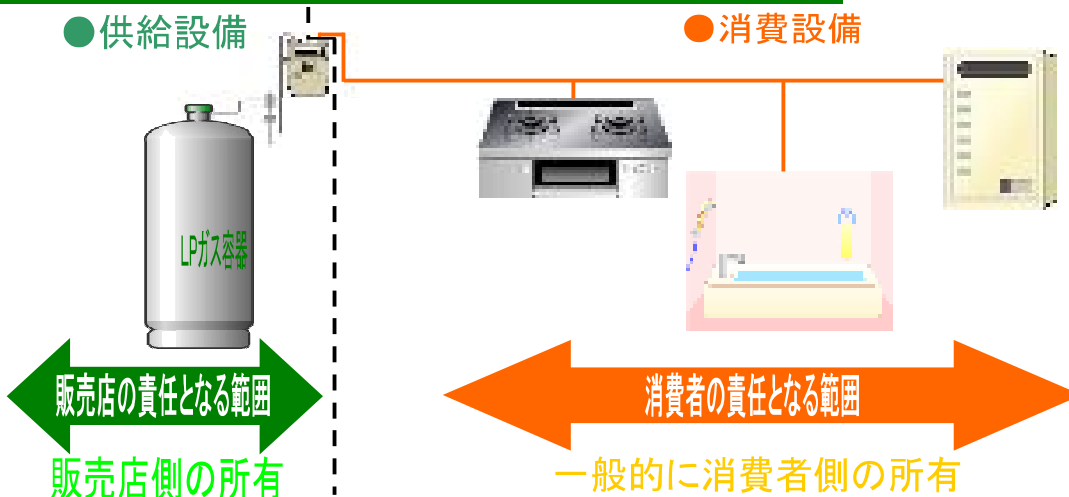 ●供給設備
●消費設備
LPガス容器
販売店の責任となる範囲
消費者の責任となる範囲
販売店側の所有
一般的に消費者側の所有